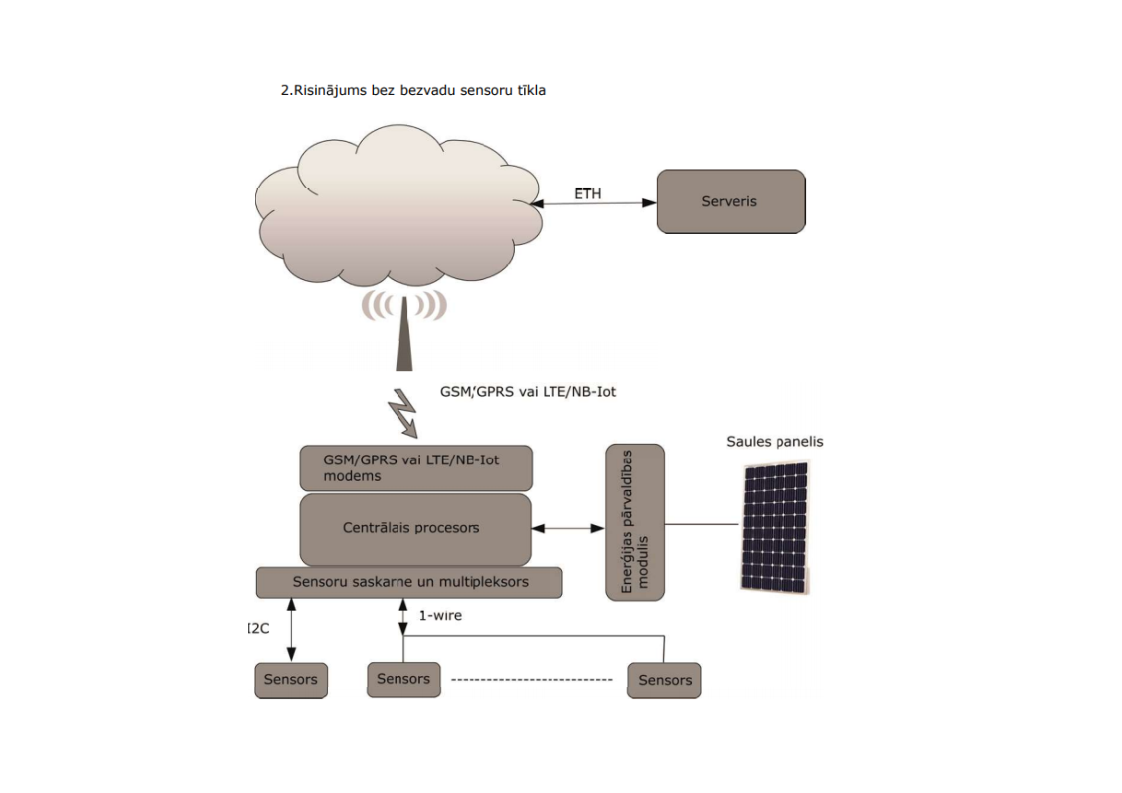 2.Risinājums bez bezvadu sensoru tīkla
ETH
Serveris
GSM/GPRS vai LTE/NB-Iot
Saules panelis
GSM/GPRS vai LTE/NB-Iot
modems
Centrālais procesors
Enerģijas pārvaldības
modulis
Sensoru saskarne un multipleksors
1-wire
I2C
Sensors
Sensors
Sensors